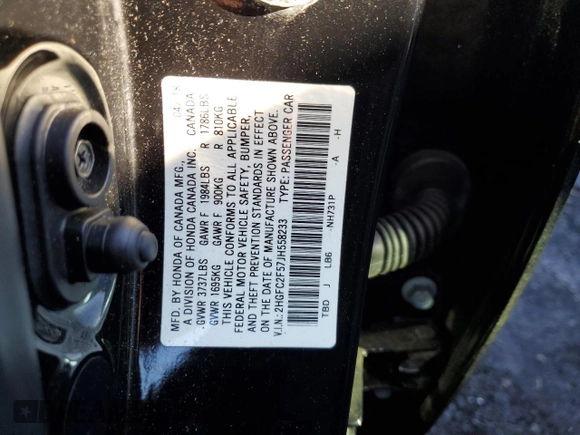 MFD. BY HONDA OF CANADA MFG., 04/18
A DIVISION OF HONDA CANADA INC. CANADA
GVWR 3737LBS GAWR F 1984LBS R 1786LBS
GVWR 1695KG GAWR F 900KG R 810KG
THIS VEHICLE CONFORMS TO ALL APPLICABLE
FEDERAL MOTOR VEHICLE SAFETY, BUMPER,
AND THEFT PREVENTION STANDARDS IN EFFECT
ON THE DATE OF MANUFACTURE SHOWN ABOVE.
V.I.N.: 2HGFC2F57JH558233 TYPE: PASSENGER CAR
TBD J LB6 -NH731P -A -H